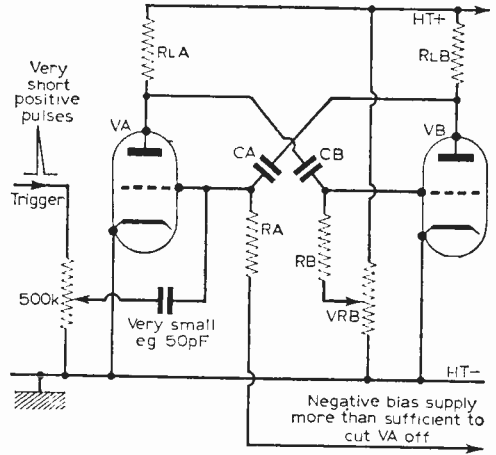 HT+
RLA
RLB
Very
short
positive
pulses
VA
VB
CA
CB
Trigger
RA
RB
500k
VRB
Very small
eg 50pF
HT-
Negative bias supply
more than sufficient to
cut VA off